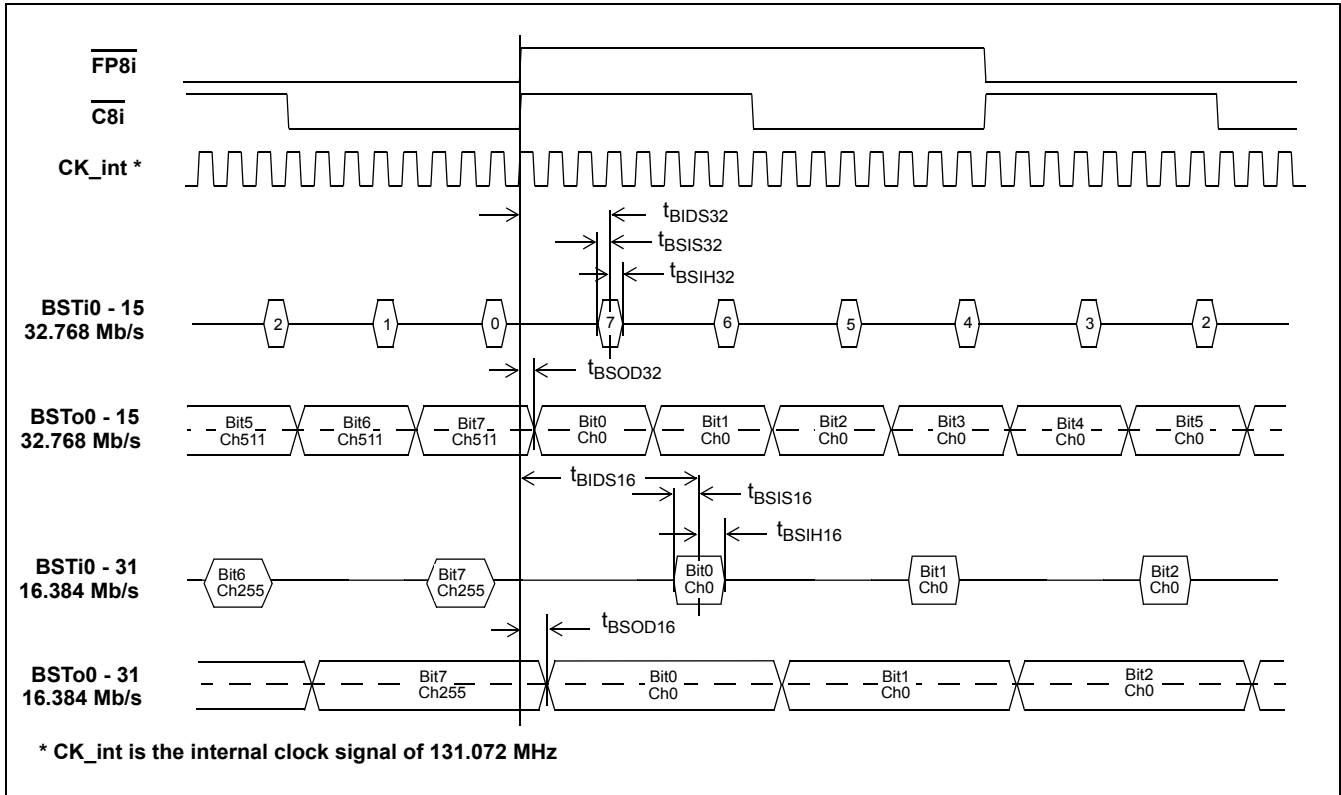 FP8i
C8i
CK_int *
tBIDS32
tBSIS32
tBSIH32
BSTi0 - 15
32.768 Mb/s
2 1 0 7 6 5 4 3 2
tBSOD32
BSTo0 - 15
32.768 Mb/s
Bit5 Bit6 Bit7 Bit0 Bit1 Bit2 Bit3 Bit4 Bit5
Ch511 Ch511 Ch511 Ch0 Ch0 Ch0 Ch0 Ch0 Ch0
tBIDS16
tBSIS16
tBSIH16
BSTi0 - 31
16.384 Mb/s
Bit6 Bit7 Bit0 Bit1 Bit2
Ch255 Ch255 Ch0 Ch0 Ch0
tBSOD16
BSTo0 - 31
16.384 Mb/s
Bit7 Bit0 Bit1 Bit2
Ch255 Ch0 Ch0 Ch0
* CK_int is the internal clock signal of 131.072 MHz